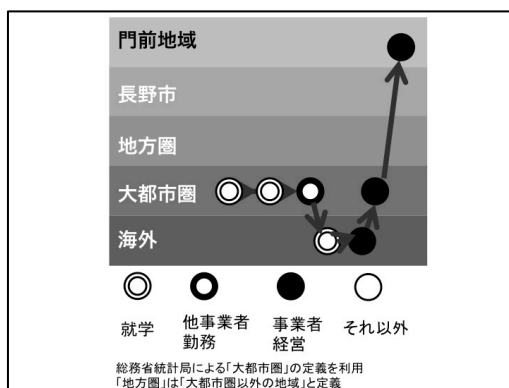 門前地域
長野市
地方圏
大都市圏
海外
就学
他事業者
勤務
事業者
経営
それ以外
総務省統計局による「大都市圏」の定義を利用
「地方圏」は「大都市圏以外の地域」と定義